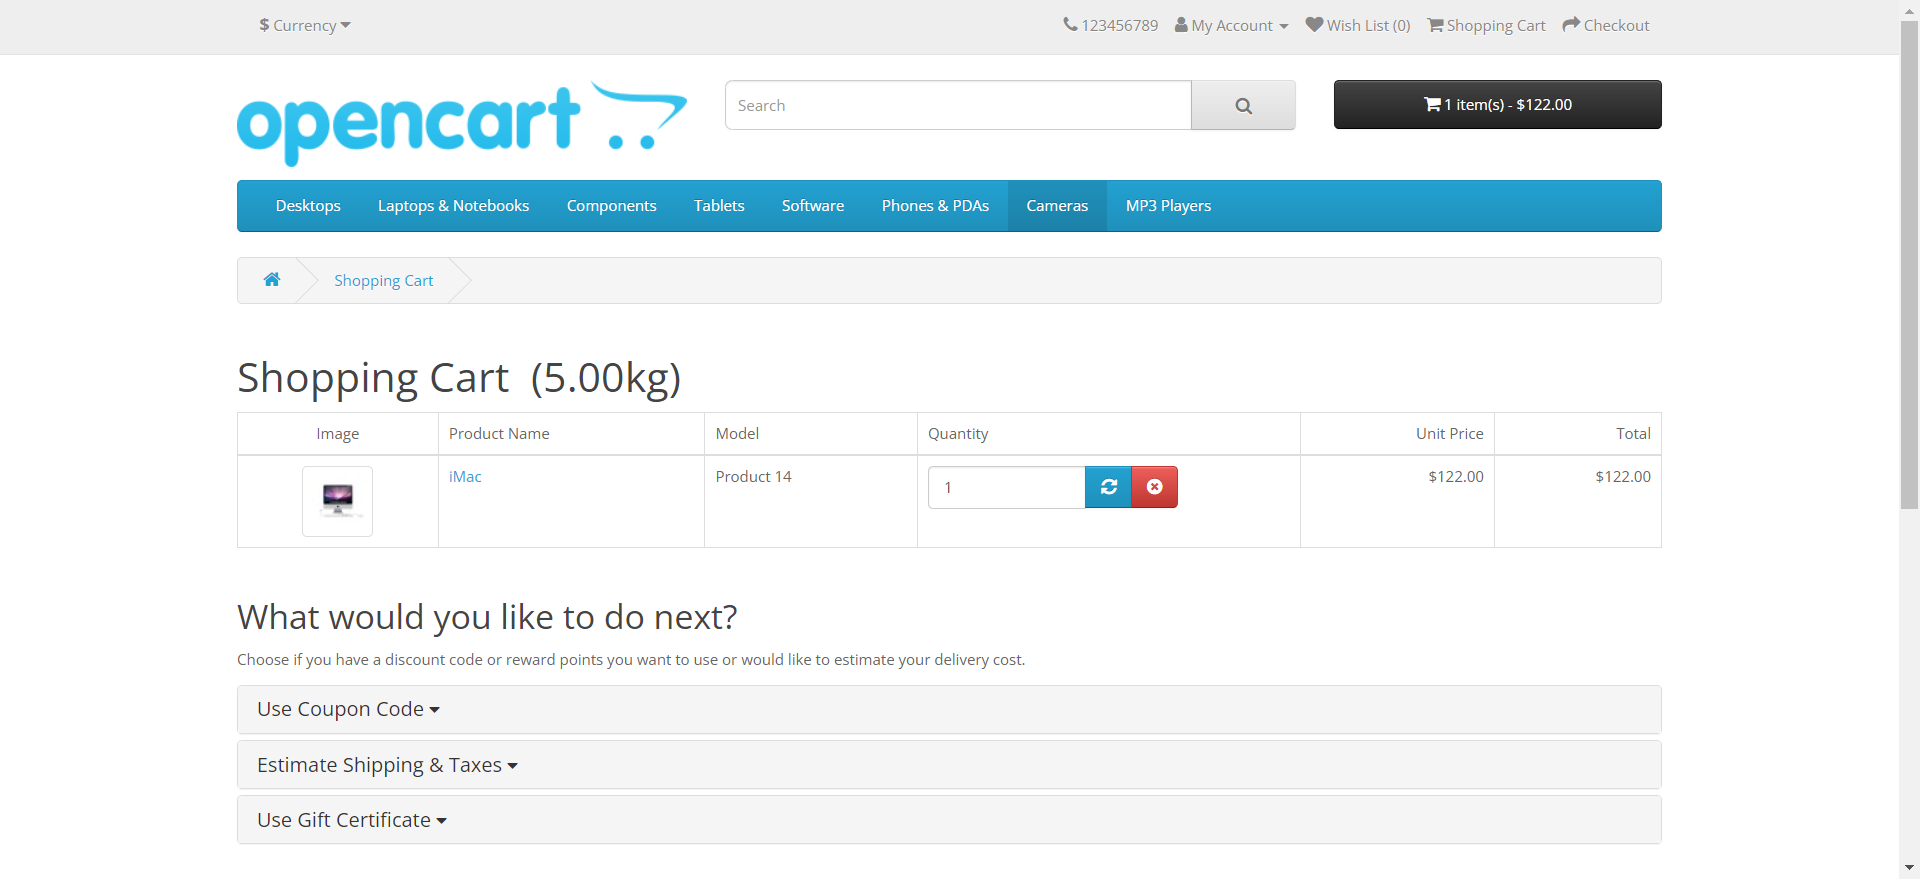 $ Currency
123456789 My Account Wish List (0) Shopping Cart Checkout
opencart
Search
1 item(s) - $122.00
Desktops Laptops & Notebooks Components Tablets Software Phones & PDAs Cameras MP3 Players
Shopping Cart
Shopping Cart (5.00kg)
Image Product Name Model Quantity Unit Price Total
iMac Product 14 1 $122.00 $122.00
What would you like to do next?
Choose if you have a discount code or reward points you want to use or would like to estimate your delivery cost.
Use Coupon Code
Estimate Shipping & Taxes
Use Gift Certificate